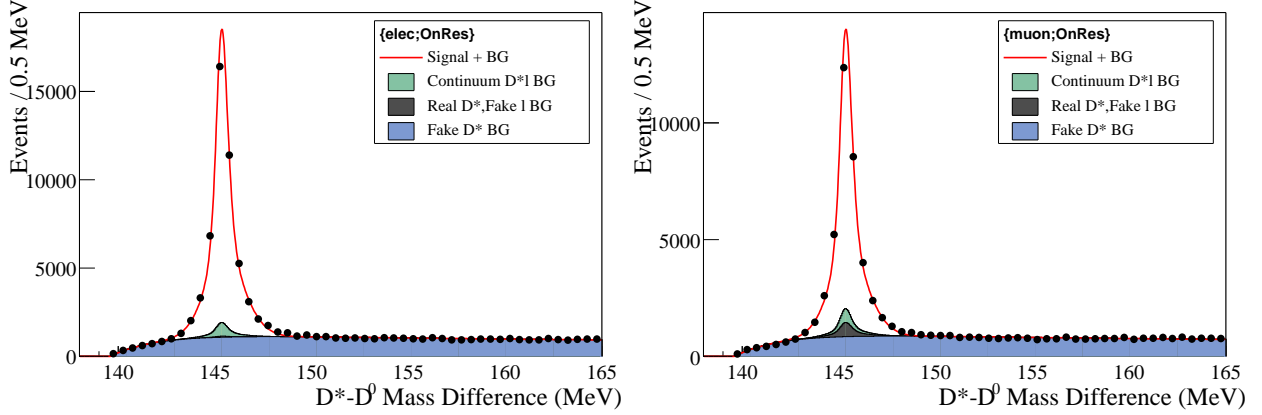 Events / 0.5 MeV
15000
10000
5000
0
140
145
150
155
160
165
D*-D⁰ Mass Difference (MeV)
{elec;OnRes}
Signal + BG
Continuum D*l BG
Real D*,Fake l BG
Fake D* BG
Events / 0.5 MeV
10000
5000
0
140
145
150
155
160
165
D*-D⁰ Mass Difference (MeV)
{muon;OnRes}
Signal + BG
Continuum D*l BG
Real D*,Fake l BG
Fake D* BG